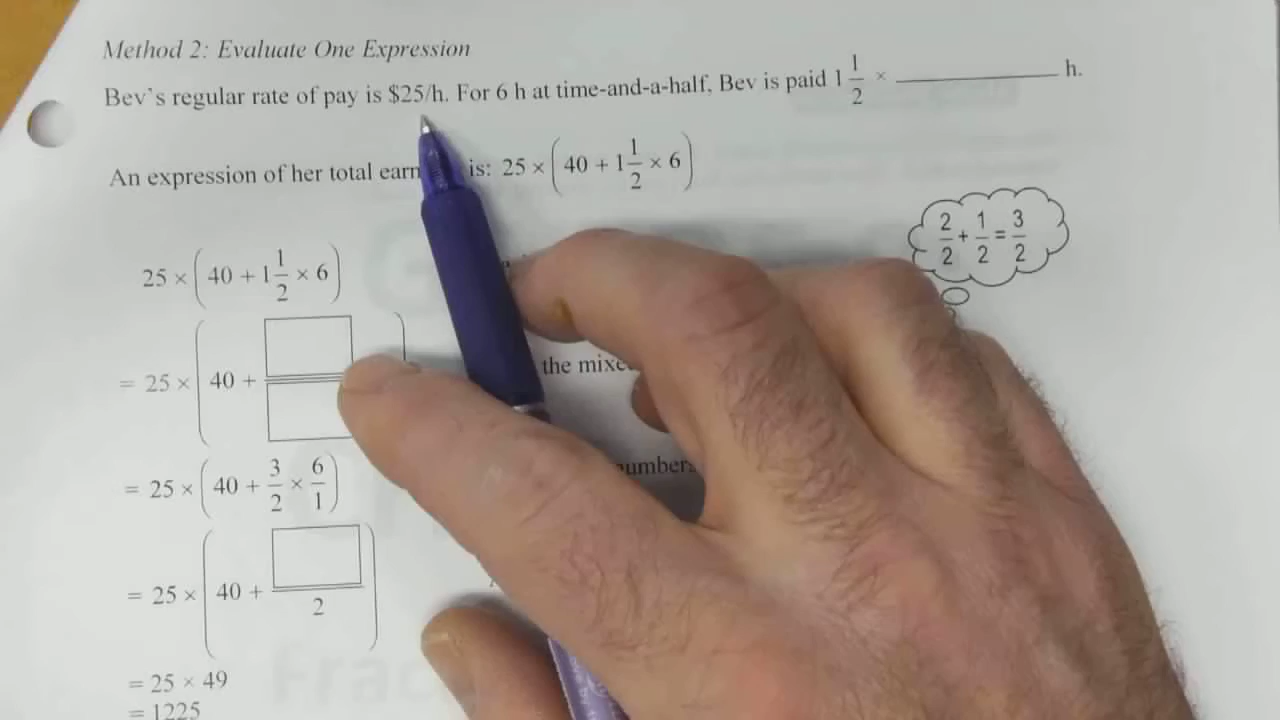 Method 2: Evaluate One Expression
Bev's regular rate of pay is $25/h. For 6 h at time-and-a-half, Bev is paid 1 1/2 × ________ h.
An expression of her total is: 25 × (40 + 1 1/2 × 6)
2/2 + 1/2 = 3/2
25 × (40 + 1 1/2 × 6)
= 25 × (40 + □/□)
the
= 25 × (40 + 3/2 × 6/1)
numbers
= 25 × (40 + □/2)
= 25 × 49
= 1225